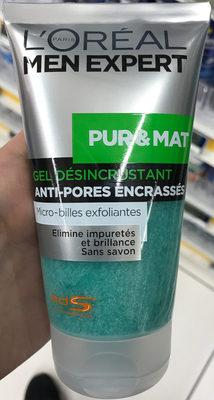 L'ORÉAL
PARIS
MEN EXPERT
PUR & MAT
GEL DÉSINCRUSTANT
ANTI-PORES ENCRASSÉS
Micro-billes exfoliantes
Elimine impuretés
et brillance
Sans savon